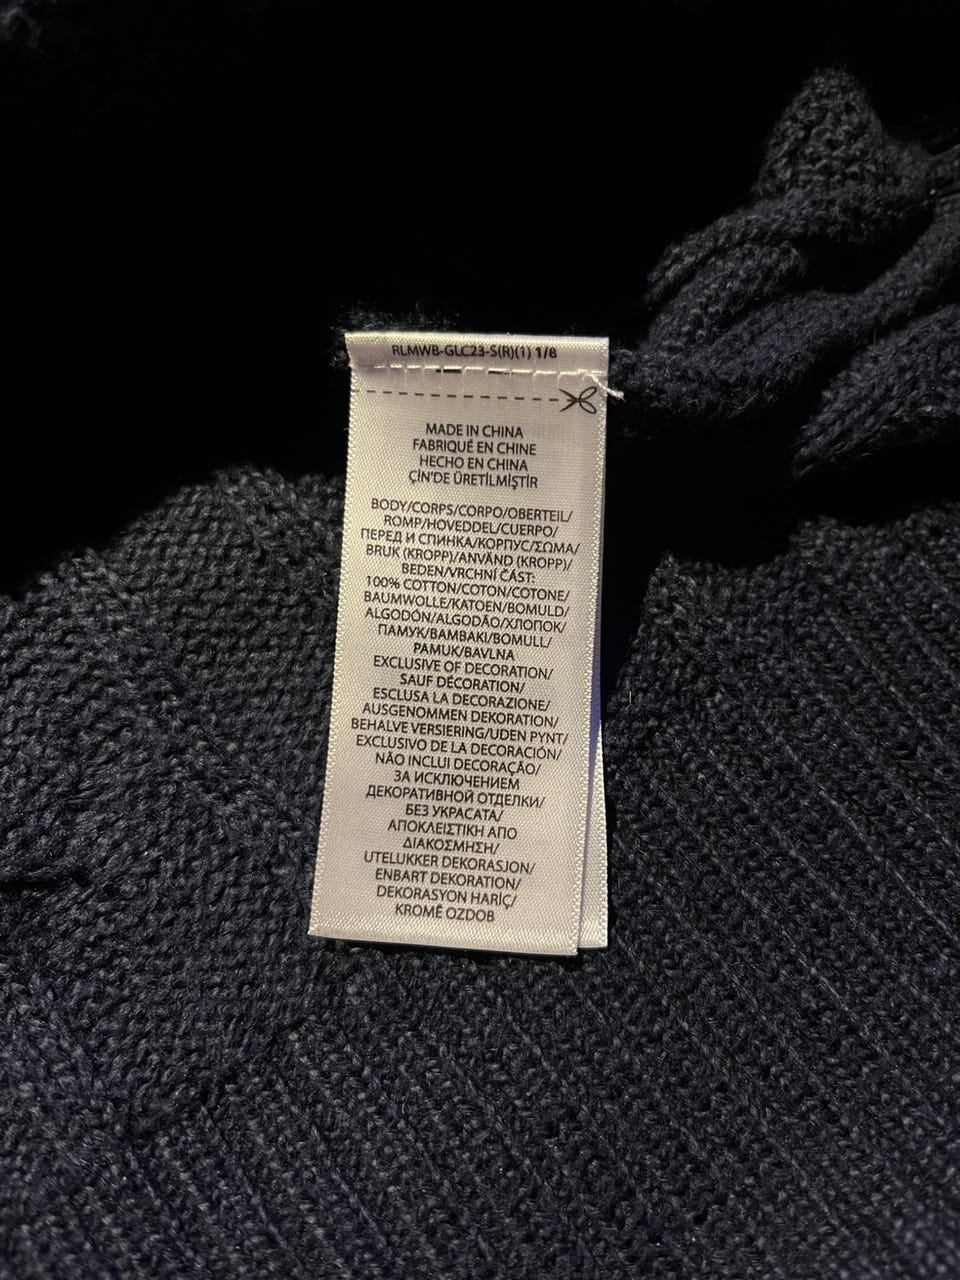 RLMWB-GLC23-S(R)(1) 1/8
MADE IN CHINA
FABRIQUÉ EN CHINE
HECHO EN CHINA
ÇİN'DE ÜRETİLMİŞTİR
BODY/CORPS/CORPO/OBERTEIL/
ROMP/HOVEDDEL/CUERPO/
ПЕРЕД И СПИНКА/КОРПУС/ΣΩΜΑ/
BRUK (KROPP)/ANVÄND (KROPP)/
BEDEN/VRCHNÍ ČÁST:
100% COTTON/COTON/COTONE/
BAUMWOLLE/KATOEN/BOMULD/
ALGODÓN/ALGODÃO/ХЛОПОК/
ПАМУК/ΒΑΜΒΑΚΙ/BOMULL/
PAMUK/BAVLNA
EXCLUSIVE OF DECORATION/
SAUF DÉCORATION/
ESCLUSA LA DECORAZIONE/
AUSGENOMMEN DEKORATION/
BEHALVE VERSIERING/UDEN PYNT/
EXCLUSIVO DE LA DECORACIÓN/
NÃO INCLUI DECORAÇÃO/
ЗА ИСКЛЮЧЕНИЕМ
ДЕКОРАТИВНОЙ ОТДЕЛКИ/
БЕЗ УКРАСАТА/
ΑΠΟΚΛΕΙΣΤΙΚΗ ΑΠΟ
ΔΙΑΚΟΣΜΗΣΗ/
UTELUKKER DEKORASJON/
ENBART DEKORATION/
DEKORASYON HARİÇ/
KROMĚ OZDOB